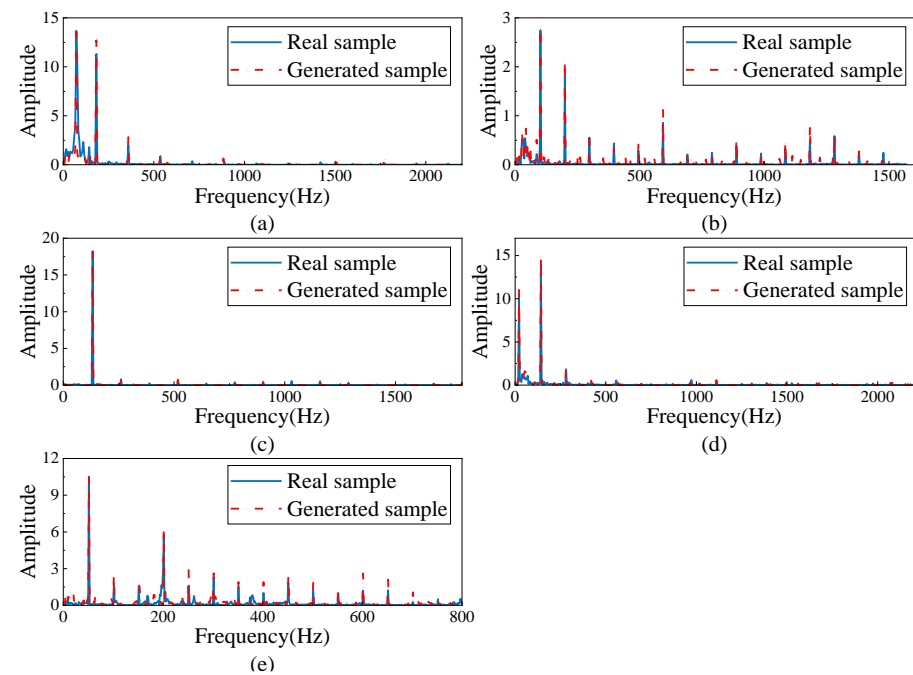 15
10
5
0
Amplitude
Real sample
Generated sample
0 500 1000 1500 2000
Frequency(Hz)
(a)
3
2
1
0
Amplitude
Real sample
Generated sample
0 500 1000 1500
Frequency(Hz)
(b)
20
15
10
5
0
Amplitude
Real sample
Generated sample
0 500 1000 1500
Frequency(Hz)
(c)
15
10
5
0
Amplitude
Real sample
Generated sample
0 500 1000 1500 2000
Frequency(Hz)
(d)
12
9
6
3
0
Amplitude
Real sample
Generated sample
0 200 400 600 800
Frequency(Hz)
(e)